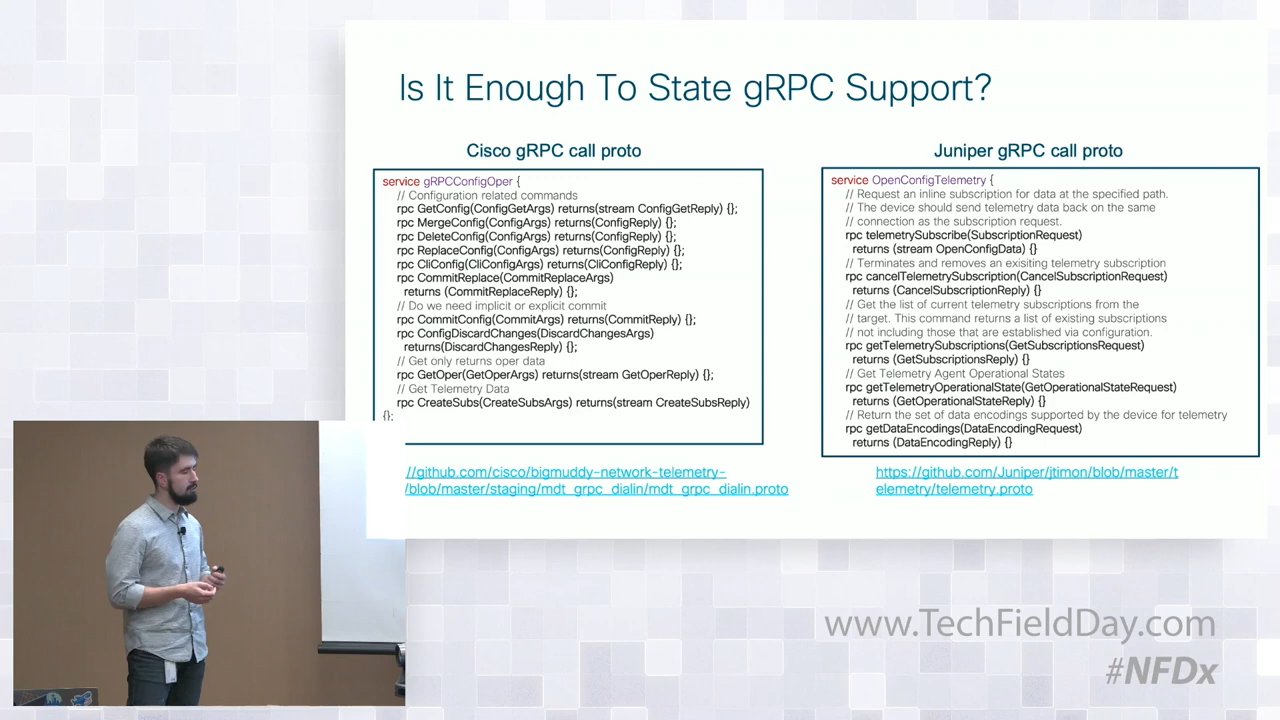 Is It Enough To State gRPC Support?
Cisco gRPC call proto
service gRPCConfigOper {
// Configuration related commands
rpc GetConfig(ConfigGetArgs) returns(stream ConfigGetReply) {};
rpc MergeConfig(ConfigArgs) returns(ConfigReply) {};
rpc DeleteConfig(ConfigArgs) returns(ConfigReply) {};
rpc ReplaceConfig(ConfigArgs) returns(ConfigReply) {};
rpc CliConfig(CliConfigArgs) returns(CliConfigReply) {};
rpc CommitReplace(CommitReplaceArgs)
returns (CommitReplaceReply) {};
// Do we need implicit or explicit commit
rpc CommitConfig(CommitArgs) returns(CommitReply) {};
rpc ConfigDiscardChanges(DiscardChangesArgs)
returns(DiscardChangesReply) {};
// Get only returns oper data
rpc GetOper(GetOperArgs) returns(stream GetOperReply) {};
// Get Telemetry Data
rpc CreateSubs(CreateSubsArgs) returns(stream CreateSubsReply)
{};
//github.com/cisco/bigmuddy-network-telemetry-
/blob/master/staging/mdt_grpc_dialin/mdt_grpc_dialin.proto
Juniper gRPC call proto
service OpenConfigTelemetry {
// Request an inline subscription for data at the specified path.
// The device should send telemetry data back on the same
// connection as the subscription request.
rpc telemetrySubscribe(SubscriptionRequest)
returns (stream OpenConfigData) {}
// Terminates and removes an exisiting telemetry subscription
rpc cancelTelemetrySubscription(CancelSubscriptionRequest)
returns (CancelSubscriptionReply) {}
// Get the list of current telemetry subscriptions from the
// target. This command returns a list of existing subscriptions
// not including those that are established via configuration.
rpc getTelemetrySubscriptions(GetSubscriptionsRequest)
returns (GetSubscriptionsReply) {}
// Get Telemetry Agent Operational States
rpc getTelemetryOperationalState(GetOperationalStateRequest)
returns (GetOperationalStateReply) {}
// Return the set of data encodings supported by the device for telemetry
rpc getDataEncodings(DataEncodingRequest)
returns (DataEncodingReply) {}
https://github.com/Juniper/jtimon/blob/master/t
elemetry/telemetry.proto
www.TechFieldDay.com
#NFDx